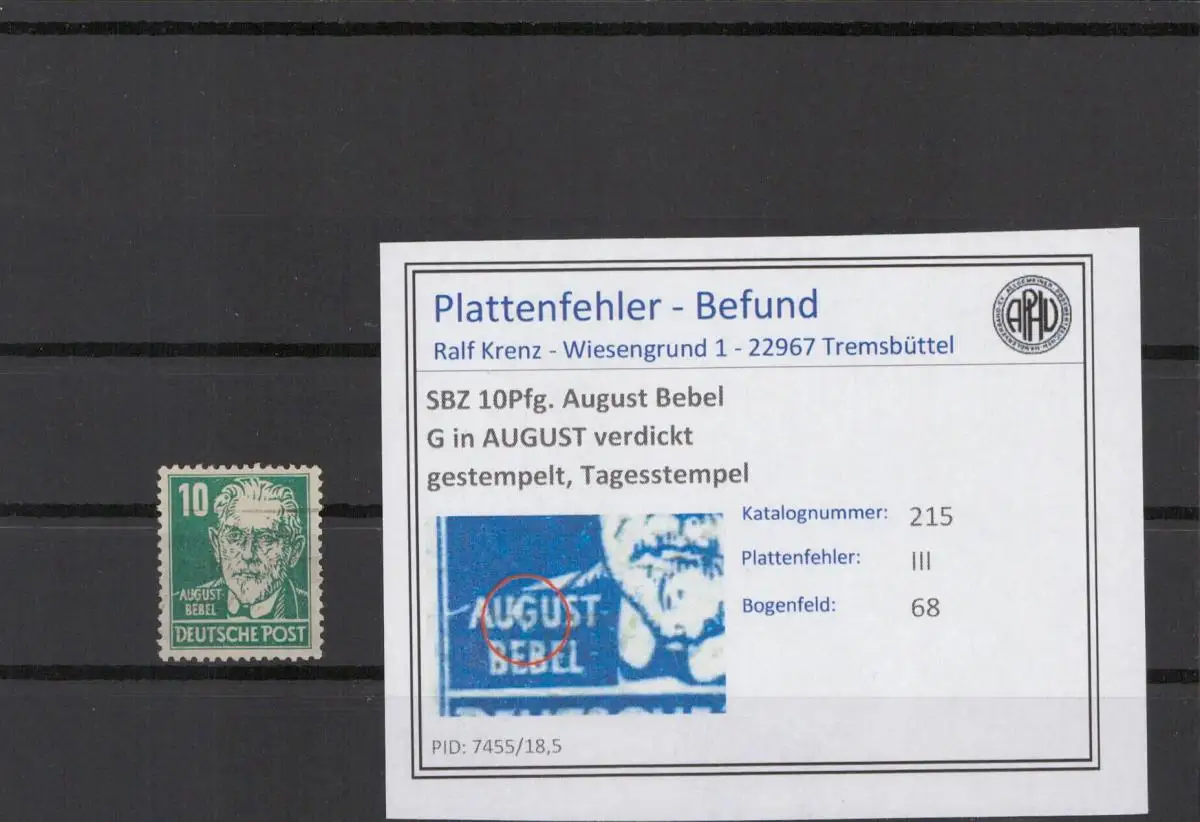 10
AUGUST
BEBEL
DEUTSCHE POST
Plattenfehler - Befund
Ralf Krenz - Wiesengrund 1 - 22967 Tremsbüttel
APHV
SBZ 10Pfg. August Bebel
G in AUGUST verdickt
gestempelt, Tagesstempel
AUGUST
BEBEL
Katalognummer: 215
Plattenfehler: III
Bogenfeld: 68
PID: 7455/18,5